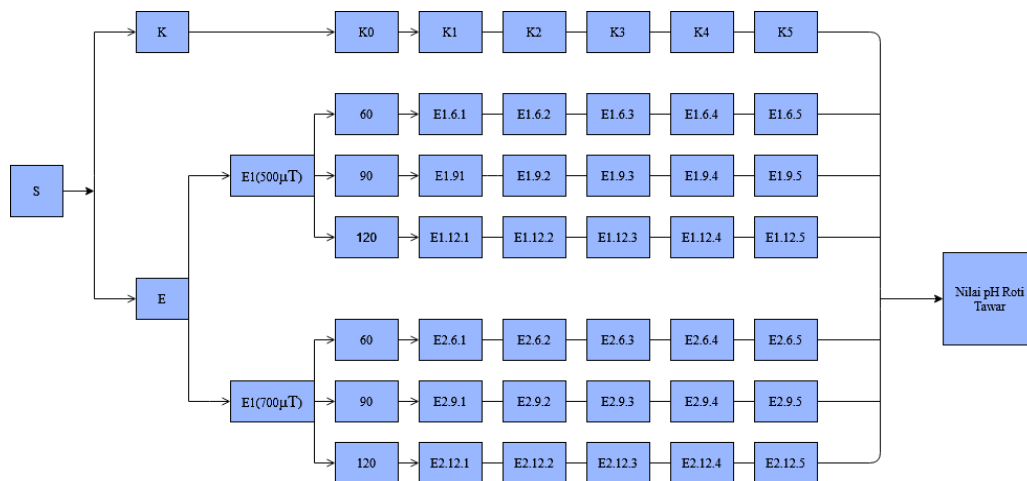 K
K0
K1
K2
K3
K4
K5
60
E1.6.1
E1.6.2
E1.6.3
E1.6.4
E1.6.5
S
E1(500µT)
90
E1.91
E1.9.2
E1.9.3
E1.9.4
E1.9.5
120
E1.12.1
E1.12.2
E1.12.3
E1.12.4
E1.12.5
E
Nilai pH Roti
Tawar
60
E2.6.1
E2.6.2
E2.6.3
E2.6.4
E2.6.5
E1(700µT)
90
E2.9.1
E2.9.2
E2.9.3
E2.9.4
E2.9.5
120
E2.12.1
E2.12.2
E2.12.3
E2.12.4
E2.12.5